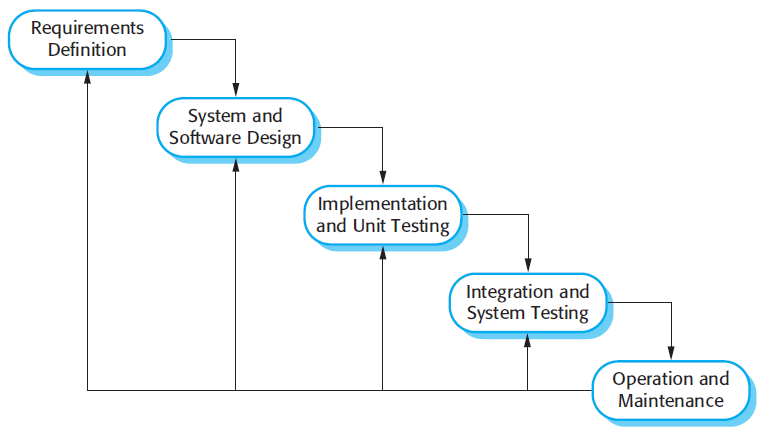 Requirements
Definition
System and
Software Design
Implementation
and Unit Testing
Integration and
System Testing
Operation and
Maintenance